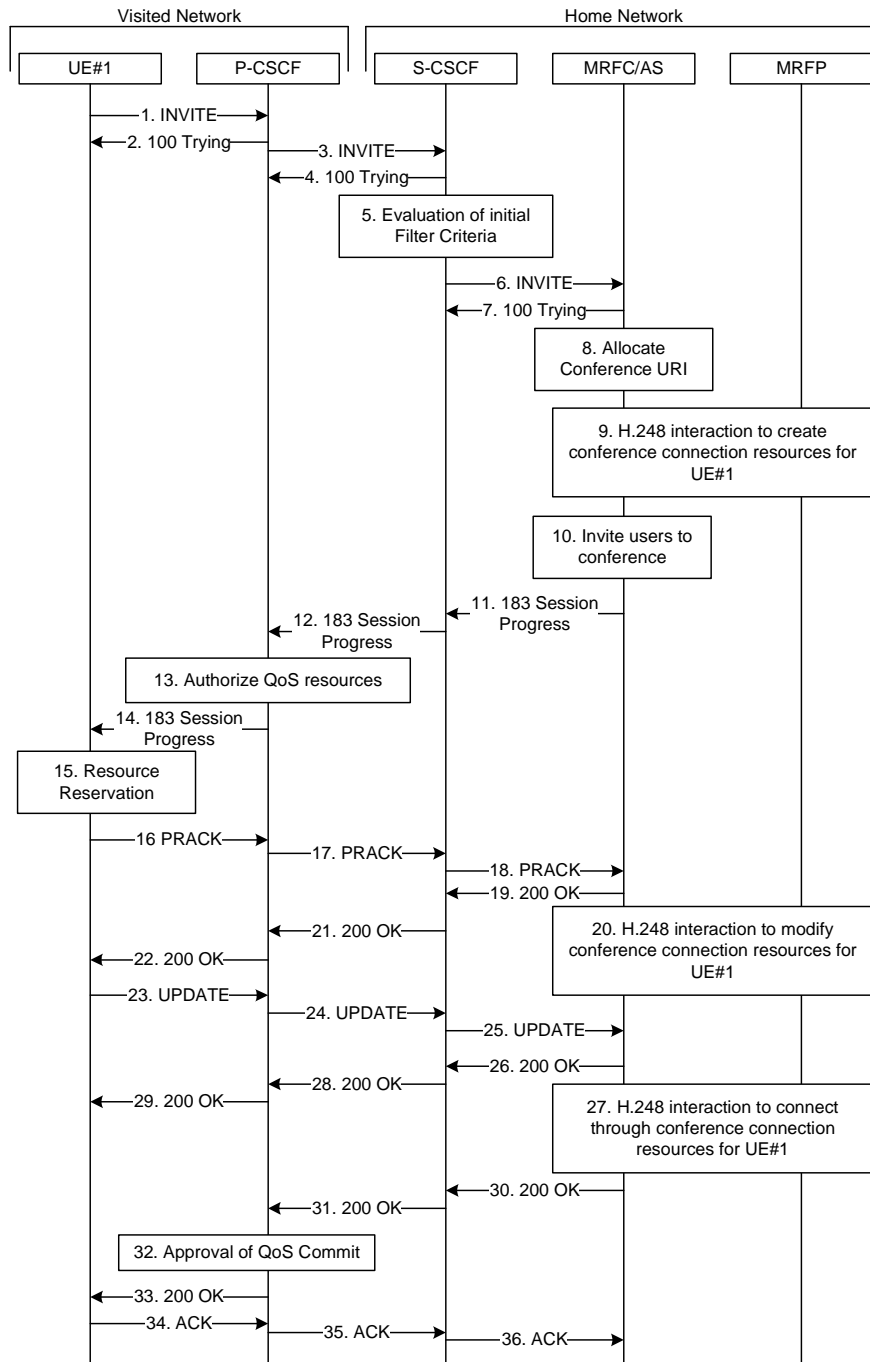 Visited Network
Home Network
UE#1
P-CSCF
S-CSCF
MRFC/AS
MRFP
1. INVITE
2. 100 Trying
3. INVITE
4. 100 Trying
5. Evaluation of initial
Filter Criteria
6. INVITE
7. 100 Trying
8. Allocate
Conference URI
9. H.248 interaction to create
conference connection resources for
UE#1
10. Invite users to
conference
11. 183 Session
Progress
12. 183 Session
Progress
13. Authorize QoS resources
14. 183 Session
Progress
15. Resource
Reservation
16 PRACK
17. PRACK
18. PRACK
19. 200 OK
20. H.248 interaction to modify
conference connection resources for
UE#1
21. 200 OK
22. 200 OK
23. UPDATE
24. UPDATE
25. UPDATE
26. 200 OK
27. H.248 interaction to connect
through conference connection
resources for UE#1
28. 200 OK
29. 200 OK
30. 200 OK
31. 200 OK
32. Approval of QoS Commit
33. 200 OK
34. ACK
35. ACK
36. ACK